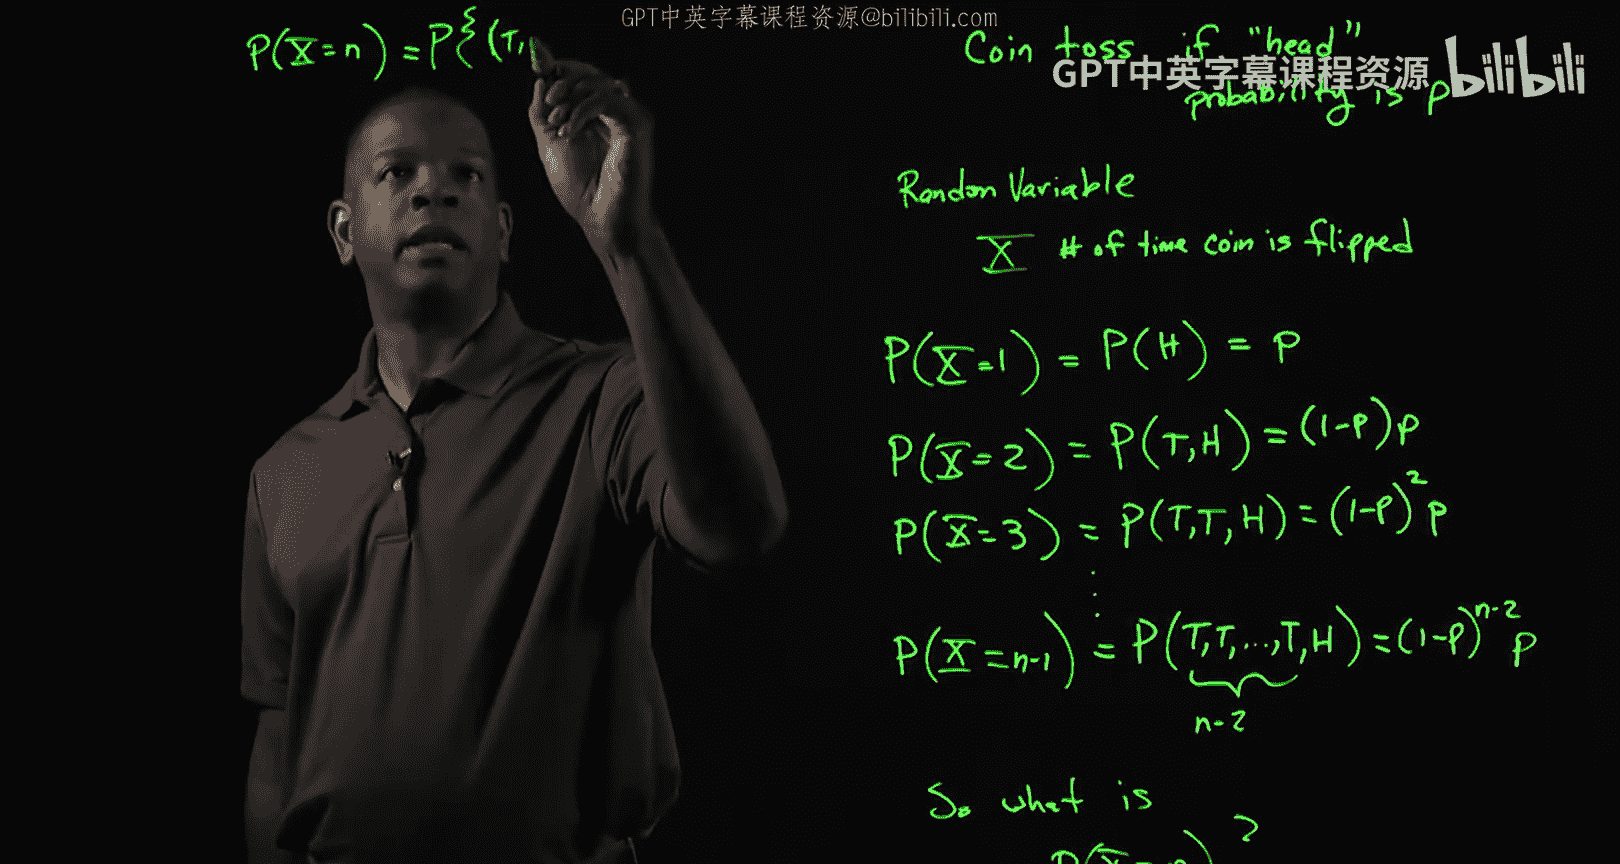 GPT中英字幕课程资源@bilibili.com
GPT中英字幕课程资源 bilibili
P(X=n) = P{(T,
Coin toss if "head"
probability is p
Random Variable
X # of time coin is flipped
P(X=1) = P(H) = p
P(X=2) = P(T,H) = (1-p)p
P(X=3) = P(T,T,H) = (1-p)² p
⋮
P(X=n-1) = P(T,T,...,T,H) = (1-p)ⁿ⁻² p
n-2
So what is
P(X=n) ?